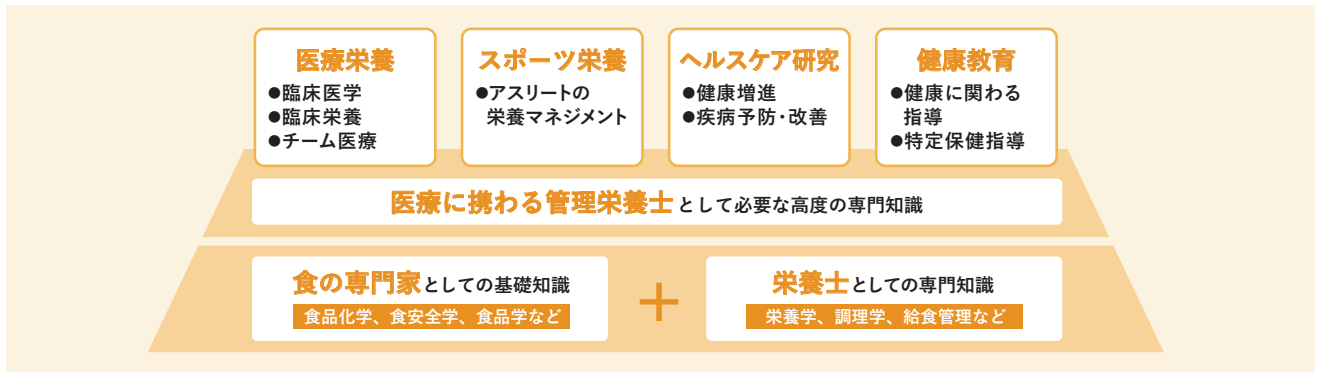 医療栄養
●臨床医学
●臨床栄養
●チーム医療
スポーツ栄養
●アスリートの
栄養マネジメント
ヘルスケア研究
●健康増進
●疾病予防・改善
健康教育
●健康に関わる
指導
●特定保健指導
医療に携わる管理栄養士として必要な高度の専門知識
食の専門家としての基礎知識
食品化学、食安全学、食品学など
+
栄養士としての専門知識
栄養学、調理学、給食管理など